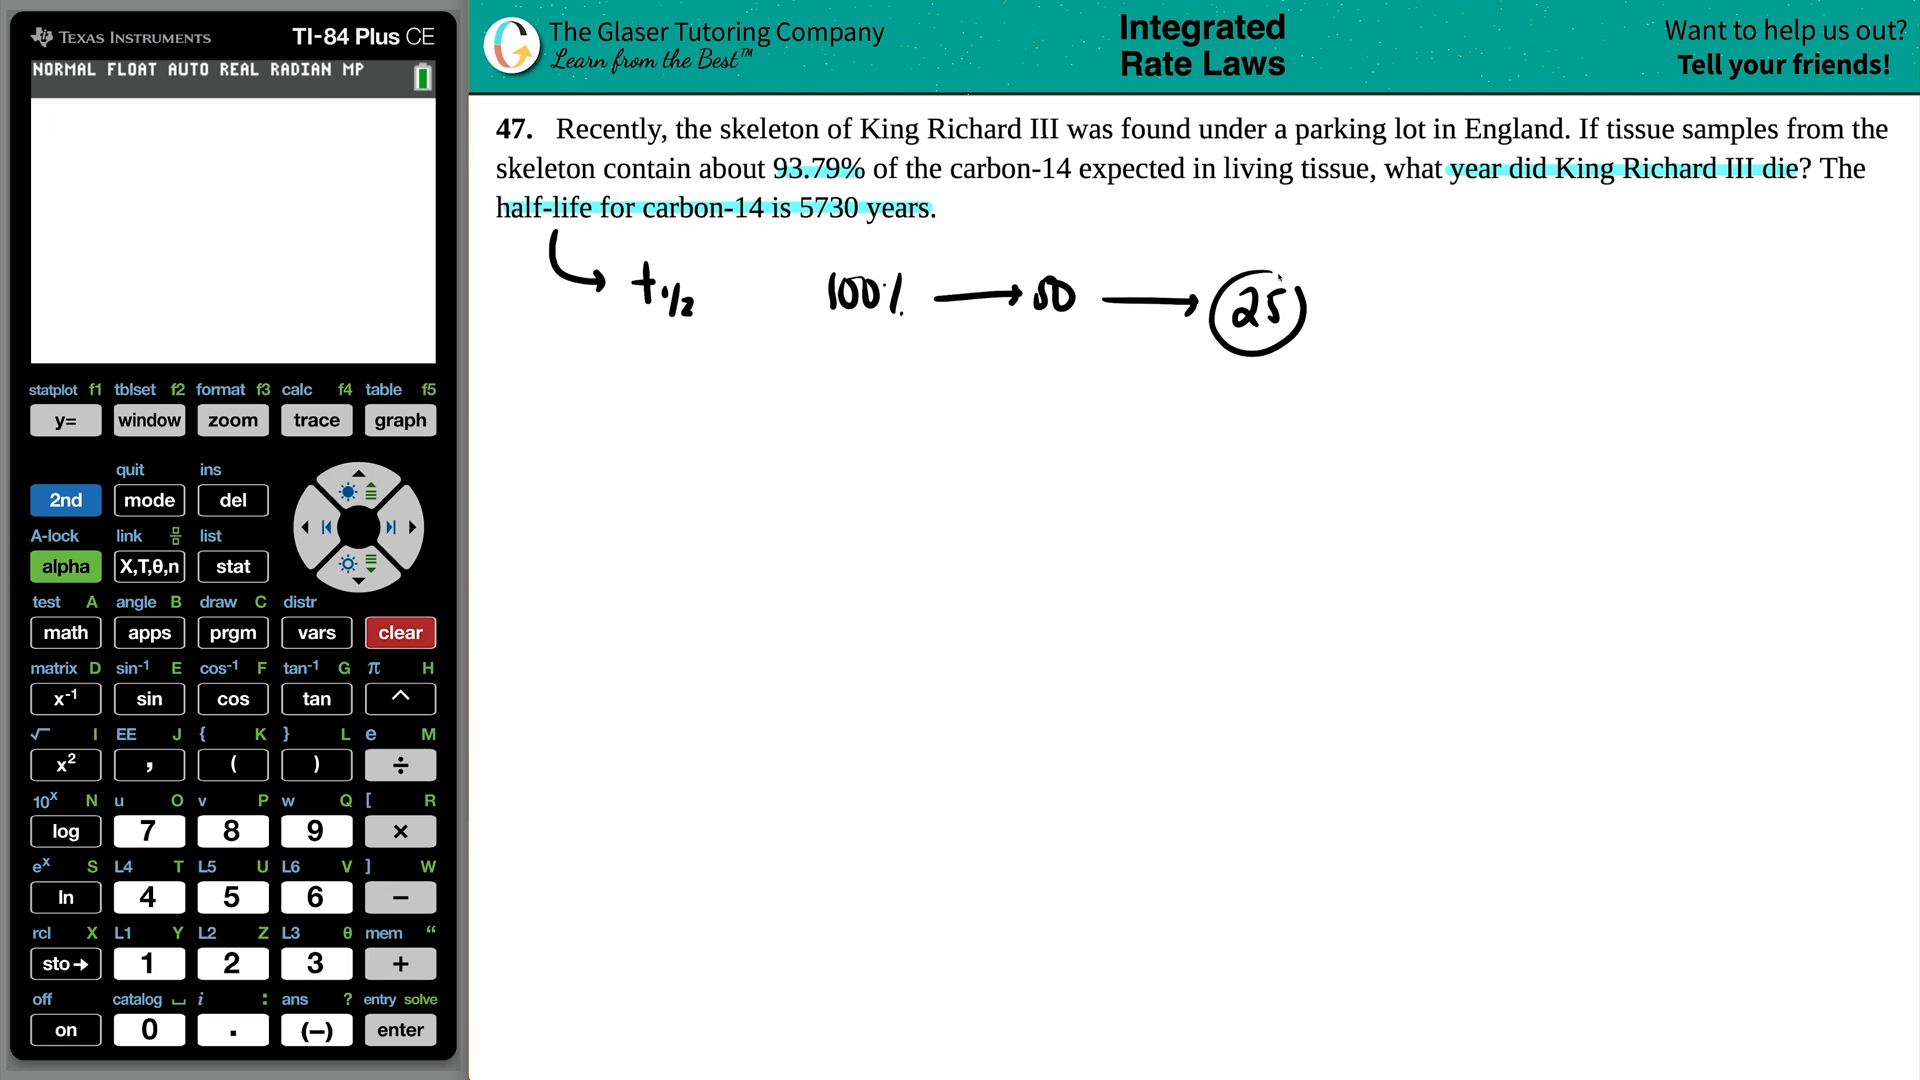 TEXAS INSTRUMENTS TI-84 Plus CE
NORMAL FLOAT AUTO REAL RADIAN MP
statplot f1 tblset f2 format f3 calc f4 table f5
y= window zoom trace graph
quit ins
2nd mode del
A-lock link list
alpha X,T,θ,n stat
test A angle B draw C distr
math apps prgm vars clear
matrix D sin-1 E cos-1 F tan-1 G π H
x-1 sin cos tan ^
√ I EE J { K } L e M
x2 , ( ) ÷
10x N u O v P w Q [ R
log 7 8 9 ×
ex S L4 T L5 U L6 V ] W
ln 4 5 6 −
rcl X L1 Y L2 Z L3 θ mem “
sto→ 1 2 3 +
off catalog ⎵ i : ans ? entry solve
on 0 . (−) enter
The Glaser Tutoring Company
Learn from the Best™
Integrated
Rate Laws
Want to help us out?
Tell your friends!
47. Recently, the skeleton of King Richard III was found under a parking lot in England. If tissue samples from the
skeleton contain about 93.79% of the carbon-14 expected in living tissue, what year did King Richard III die? The
half-life for carbon-14 is 5730 years.
t1/2 100% → 50 → 25